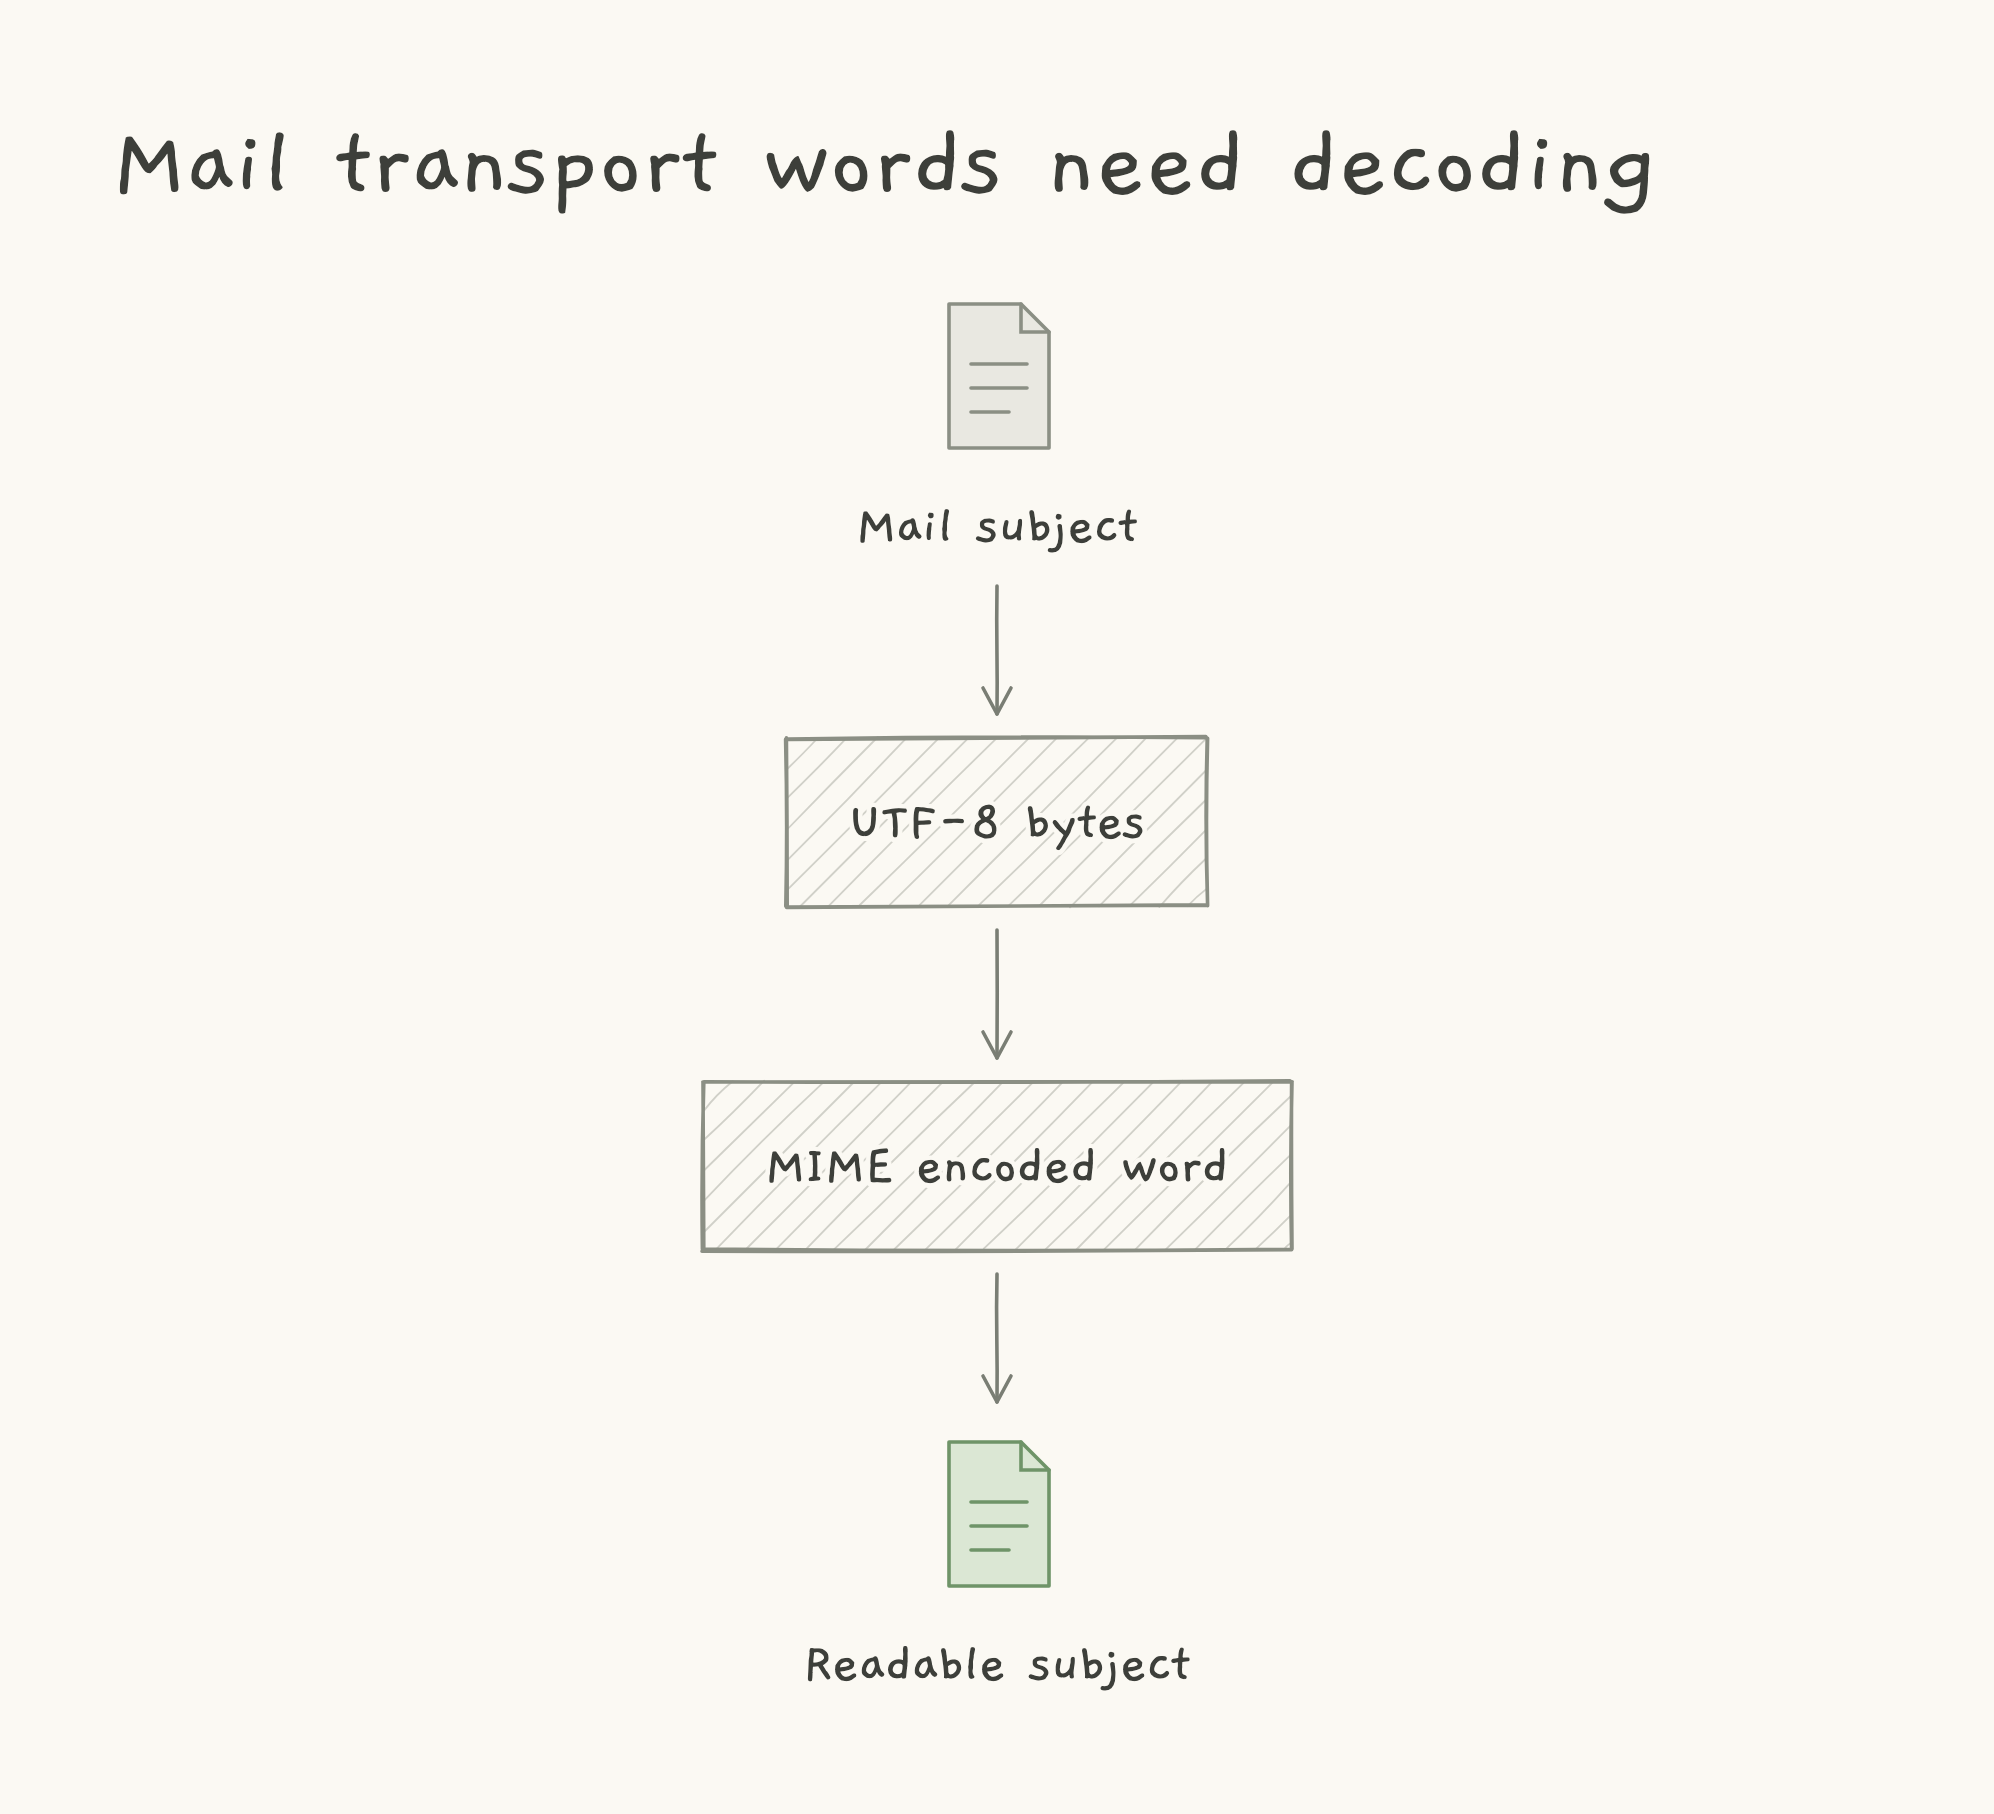 Mail transport words need decoding
Mail subject
UTF-8 bytes
MIME encoded word
Readable subject